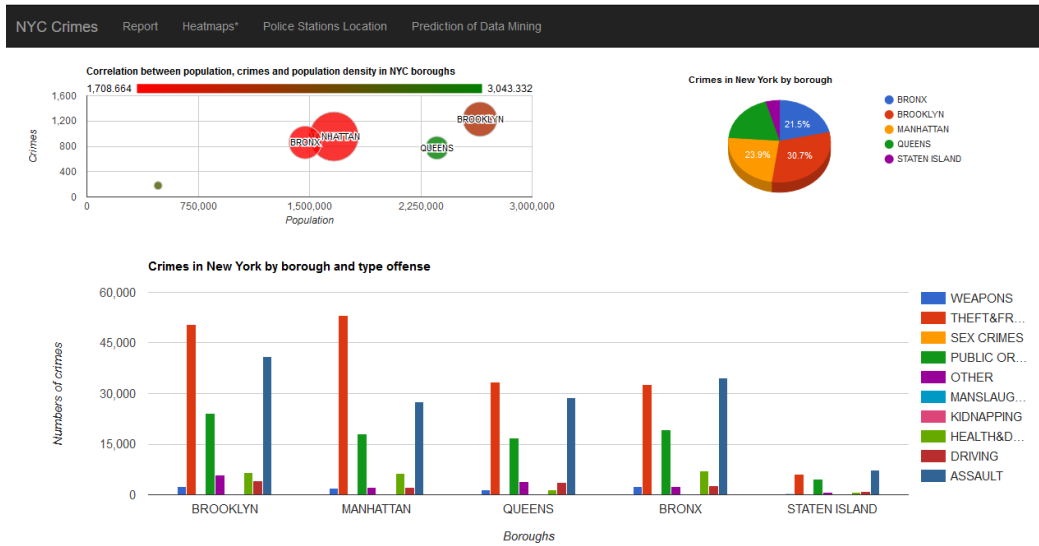 NYC Crimes Report Heatmaps* Police Stations Location Prediction of Data Mining
Correlation between population, crimes and population density in NYC boroughs
1,708.664 3,043.332
1,600
1,200
800
400
0
Crimes
BROOKLYN
NHATTAN
BRONX
QUEENS
0 750,000 1,500,000 2,250,000 3,000,000
Population
Crimes in New York by borough
21.5%
30.7%
23.9%
BRONX
BROOKLYN
MANHATTAN
QUEENS
STATEN ISLAND
Crimes in New York by borough and type offense
60,000
45,000
30,000
15,000
0
Numbers of crimes
BROOKLYN MANHATTAN QUEENS BRONX STATEN ISLAND
Boroughs
WEAPONS
THEFT&FR...
SEX CRIMES
PUBLIC OR...
OTHER
MANSLAUG...
KIDNAPPING
HEALTH&D...
DRIVING
ASSAULT